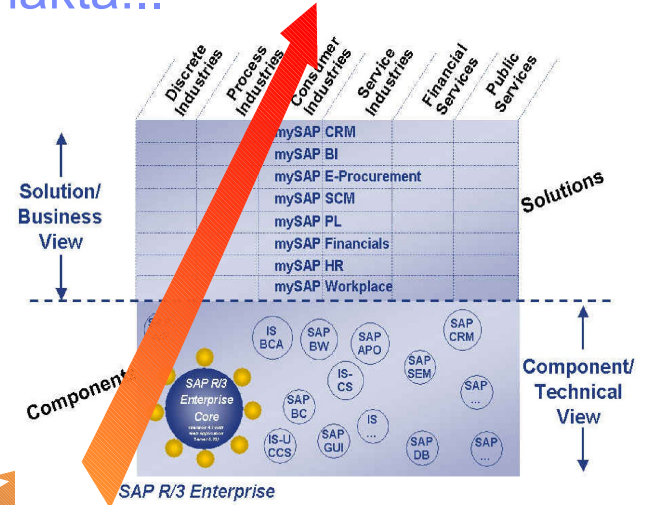 Discrete
Industries
Process
Industries
Consumer
Industries
Service
Industries
Financial
Services
Public
Services
mySAP CRM
mySAP BI
mySAP E-Procurement
mySAP SCM
mySAP PL
mySAP Financials
mySAP HR
mySAP Workplace
Solution/
Business
View
Solutions
IS
BCA
SAP
BW
SAP
APO
SAP
CRM
IS-
CS
SAP
SEM
SAP
...
SAP
BC
IS
...
IS-U
CCS
SAP
GUI
SAP
DB
SAP
...
SAP R/3
Enterprise
Core
Components
Component/
Technical
View
SAP R/3 Enterprise